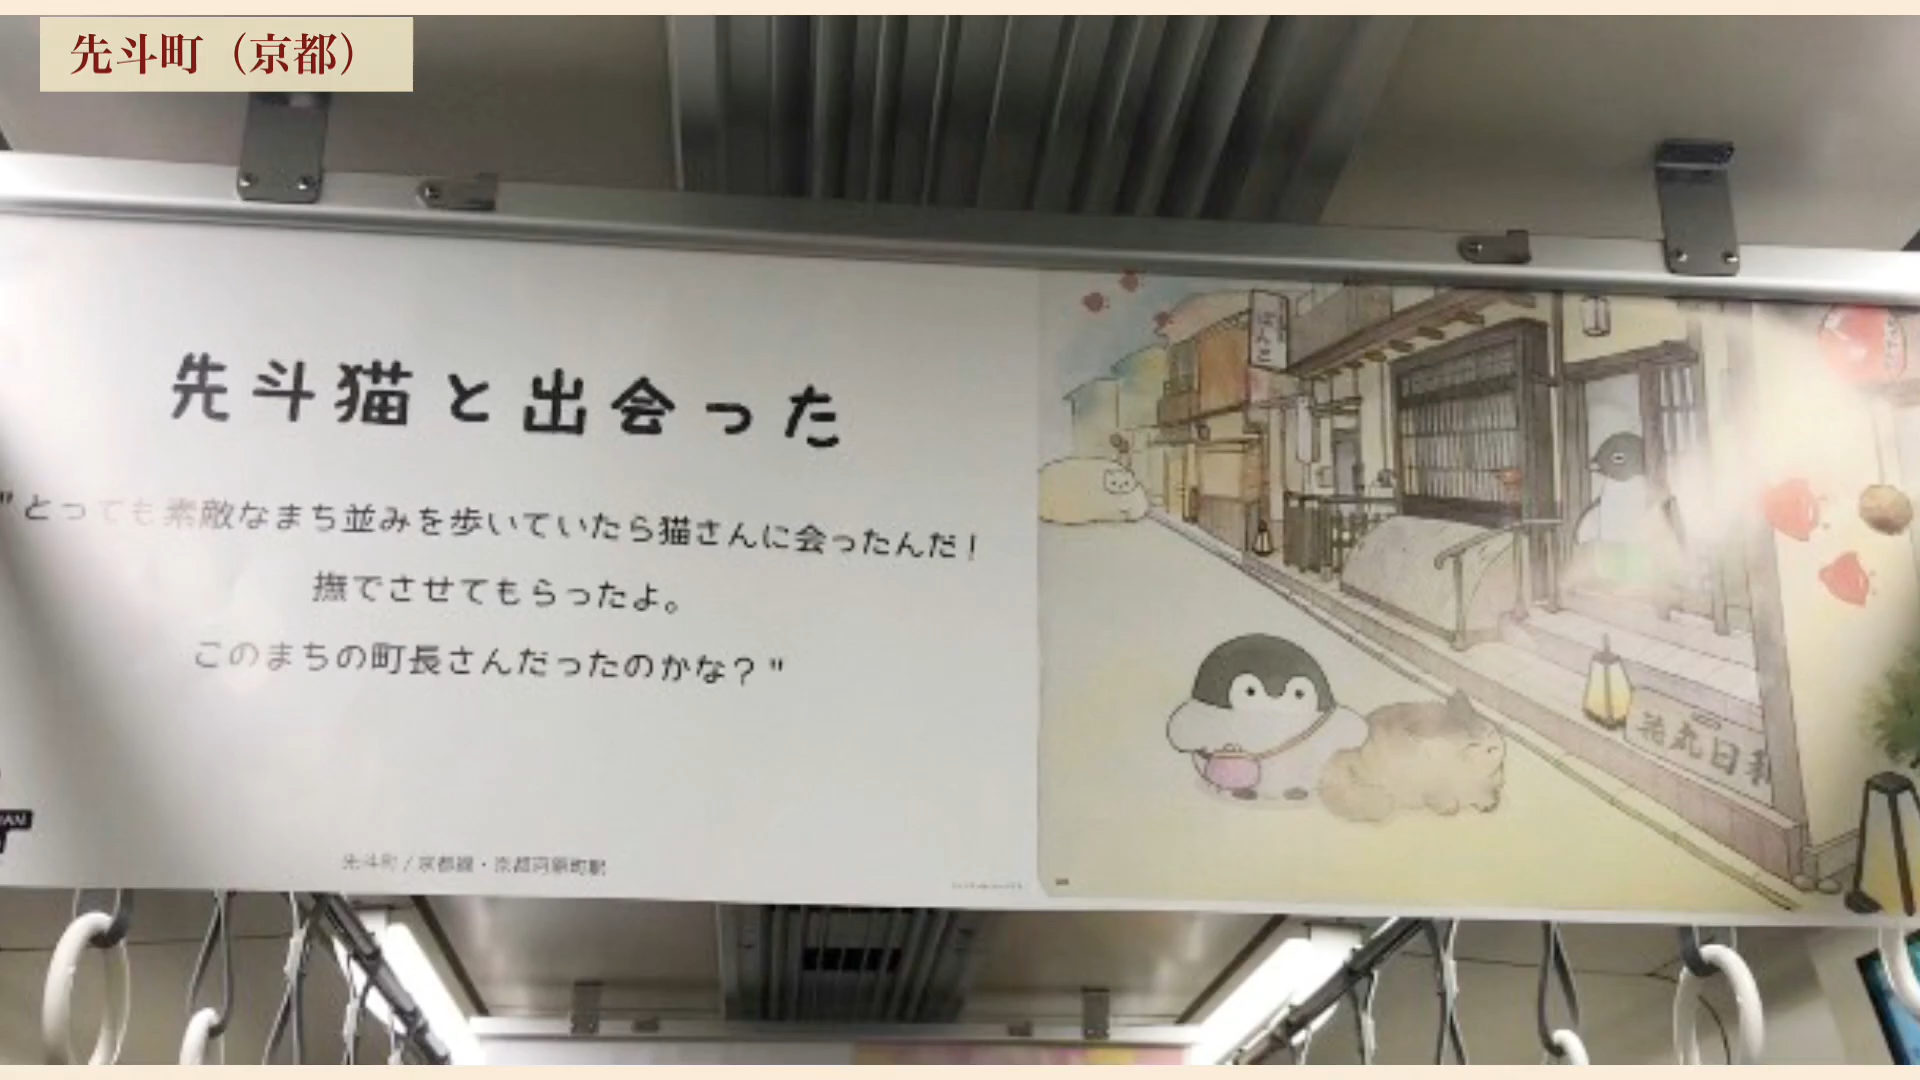 先斗町（京都）
先斗猫と出会った
"とっても素敵なまち並みを歩いていたら猫さんに会ったんだ！
撫でさせてもらったよ。
このまちの町長さんだったのかな？"
先斗町 / 京都線・京都河原町駅
ぽんと